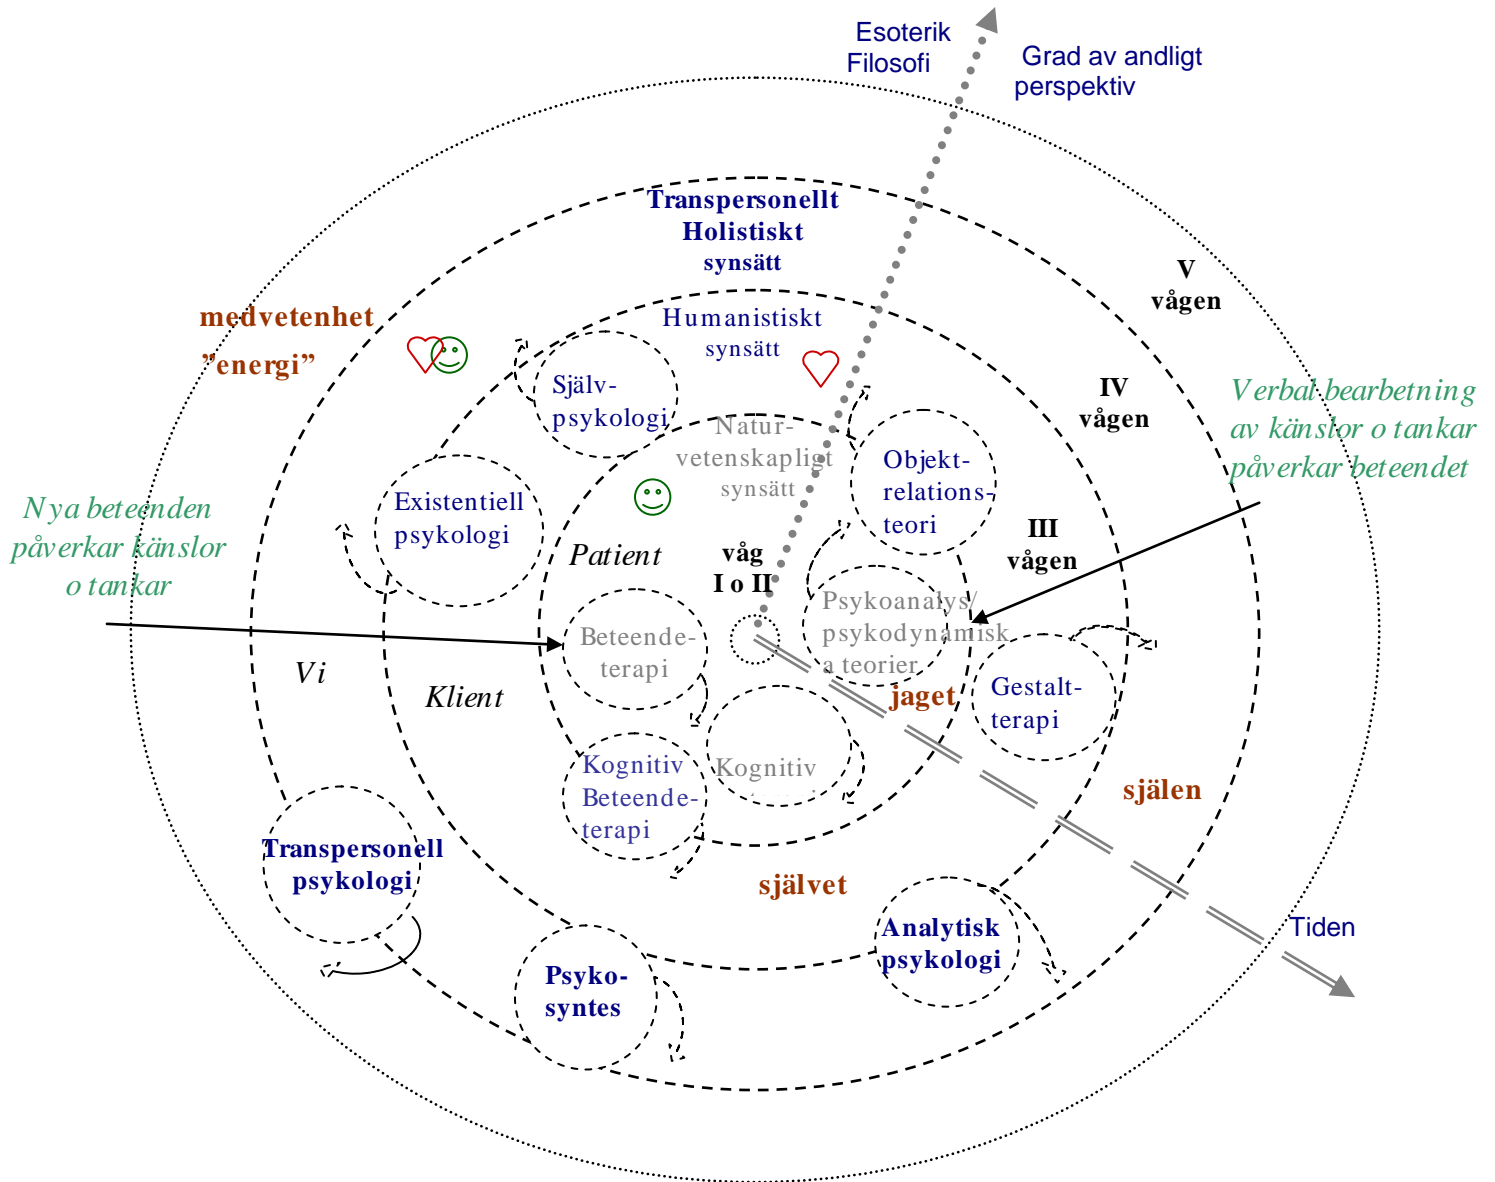 Esoterik
Filosofi
Grad av andligt
perspektiv
Transpersonellt
Holistiskt
synsätt
V
vågen
medvetenhet
”energi”
Humanistiskt
synsätt
Själv-
psykologi
IV
vågen
Verbal bearbetning
av känslor o tankar
påverkar beteendet
Natur-
vetenskapligt
synsätt
Objekt-
relations-
teori
Existentiell
psykologi
Nya beteenden
påverkar känslor
o tankar
Patient
våg
I o II
III
vågen
Psykoanalys/
psykodynamisk
a teorier
Beteende-
terapi
Vi
Klient
jaget
Gestalt-
terapi
Kognitiv
Beteende-
terapi
Kognitiv
själen
Transpersonell
psykologi
självet
Analytisk
psykologi
Tiden
Psyko-
syntes